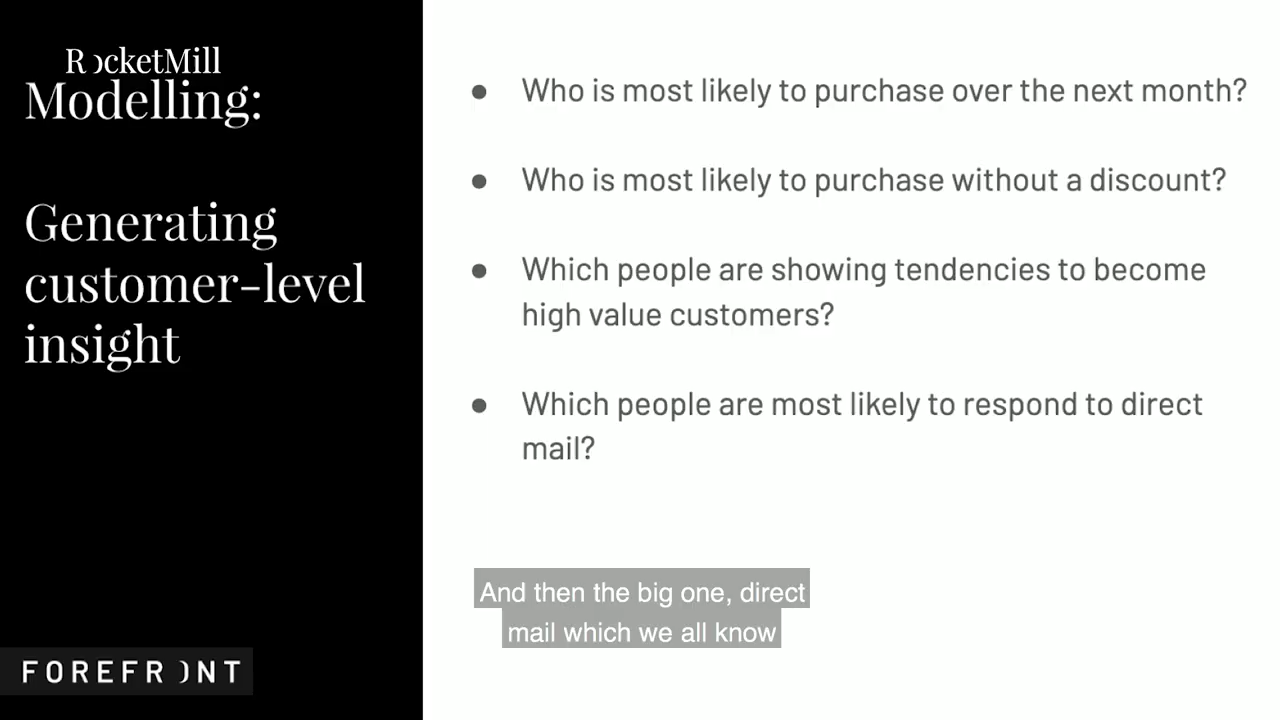 RocketMill
Modelling:
Generating
customer-level
insight
● Who is most likely to purchase over the next month?
● Who is most likely to purchase without a discount?
● Which people are showing tendencies to become
high value customers?
● Which people are most likely to respond to direct
mail?
And then the big one, direct
mail which we all know
FOREFRONT